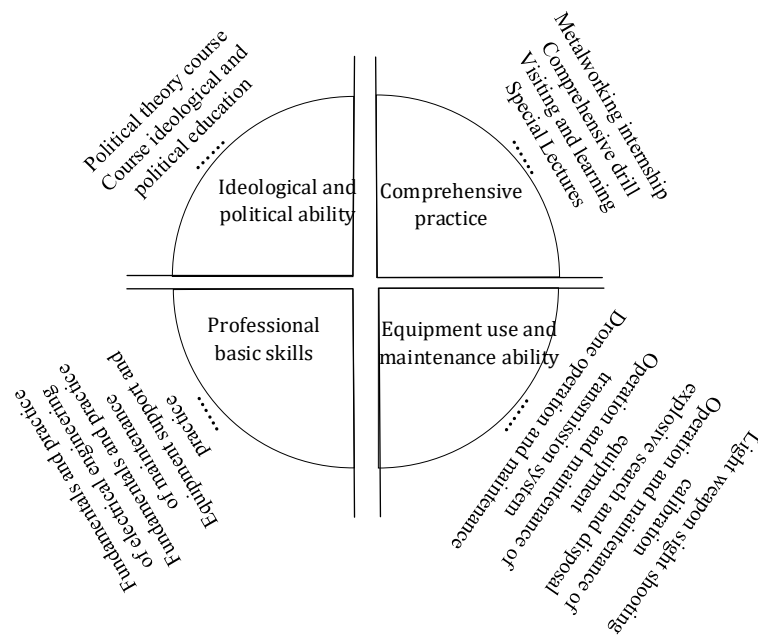 Political theory course
Course ideological and
political education
Metalworking internship
Comprehensive drill
Visiting and learning
Special Lectures
Ideological and
political ability
Comprehensive
practice
Professional
basic skills
Equipment use and
maintenance ability
Equipment support and
practice
Fundamentals and practice
of maintenance
Fundamentals and practice
of electrical engineering
Drone operation and maintenance
Operation and maintenance of
transmission system
equipment
Operation and maintenance of
explosive search and disposal
Light weapon sight shooting
calibration